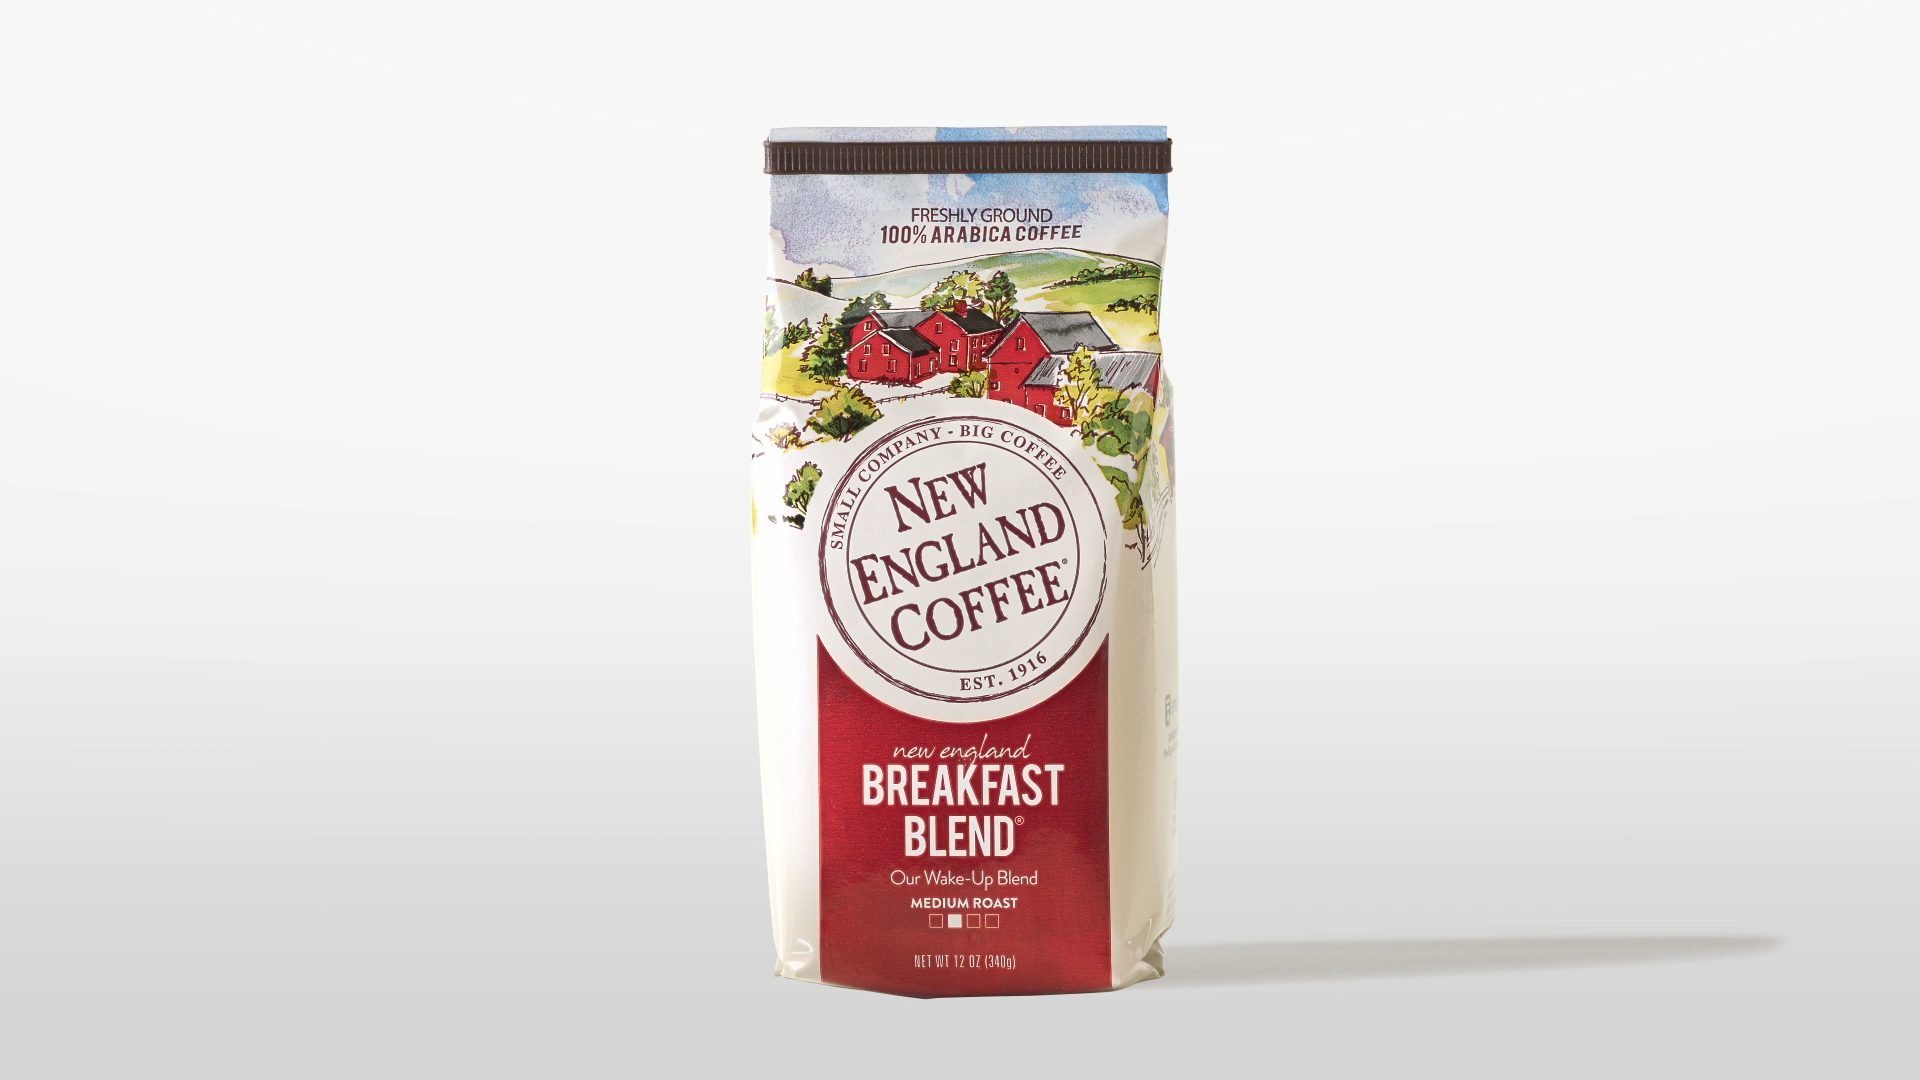 FRESHLY GROUND
100% ARABICA COFFEE
SMALL COMPANY - BIG COFFEE
NEW
ENGLAND
COFFEE®
EST. 1916
new england
BREAKFAST
BLEND®
Our Wake-Up Blend
MEDIUM ROAST
NET WT 12 OZ (340g)